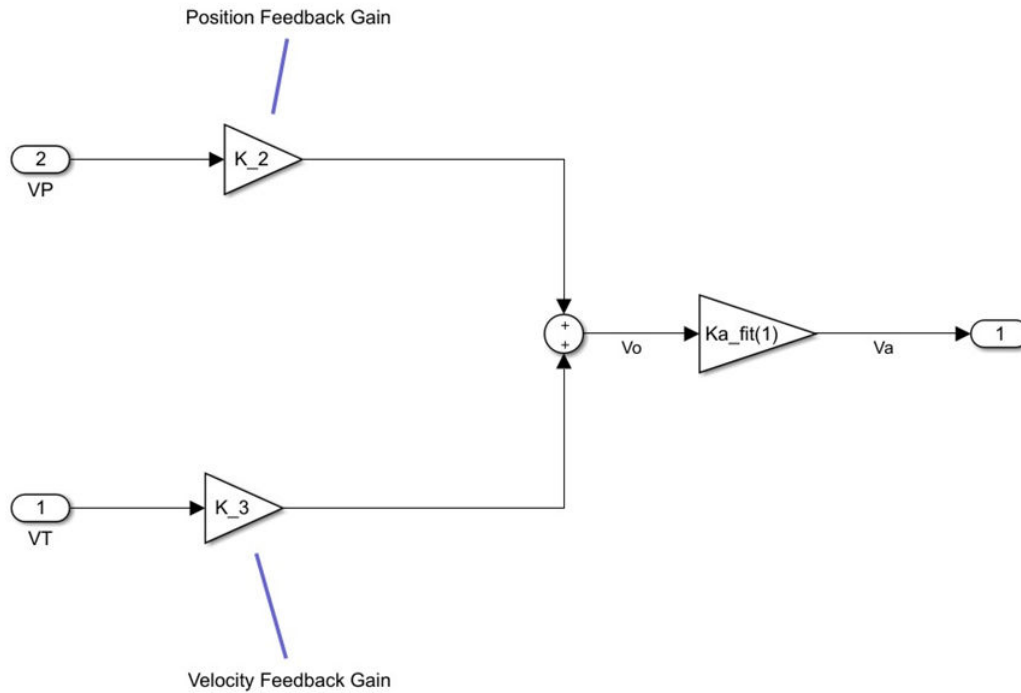 Position Feedback Gain
2
VP
K_2
+
+
Vo
Ka_fit(1)
Va
1
1
VT
K_3
Velocity Feedback Gain